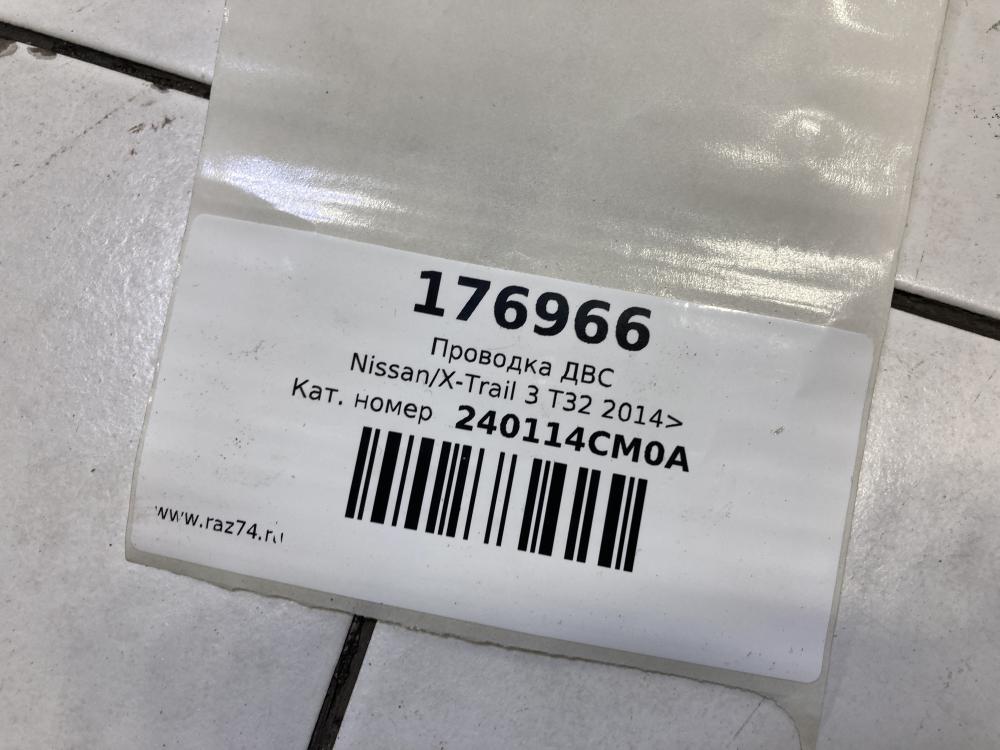 176966
Проводка ДВС
Nissan/X-Trail 3 T32 2014>
Кат. номер 240114CM0A
www.raz74.ru